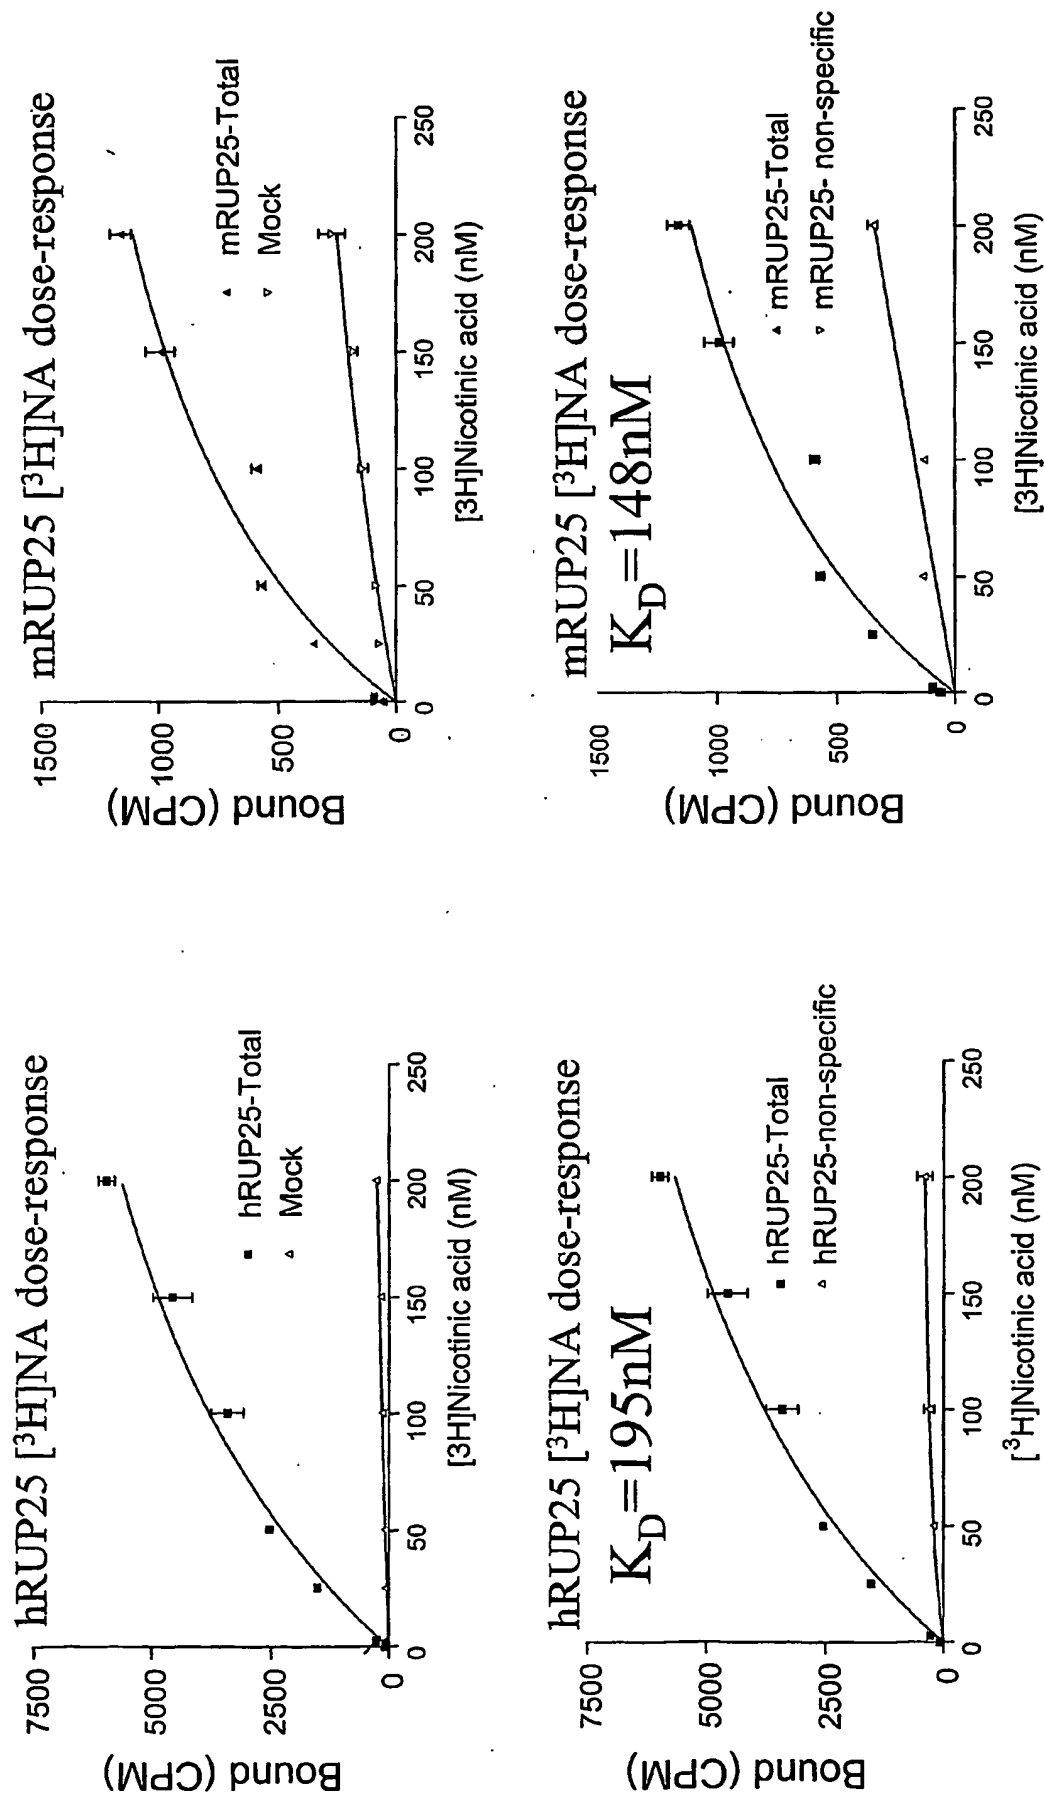 hRUP25 [³H]NA dose-response
7500
5000
2500
0
Bound (CPM)
hRUP25-Total
Mock
0 50 100 150 200 250
[3H]Nicotinic acid (nM)
mRUP25 [³H]NA dose-response
1500
1000
500
0
Bound (CPM)
mRUP25-Total
Mock
0 50 100 150 200 250
[3H]Nicotinic acid (nM)
hRUP25 [³H]NA dose-response
K_D=195nM
7500
5000
2500
0
Bound (CPM)
hRUP25-Total
hRUP25-non-specific
0 50 100 150 200 250
[³H]Nicotinic acid (nM)
mRUP25 [³H]NA dose-response
K_D=148nM
1500
1000
500
0
Bound (CPM)
mRUP25-Total
mRUP25- non-specific
0 50 100 150 200 250
[3H]Nicotinic acid (nM)